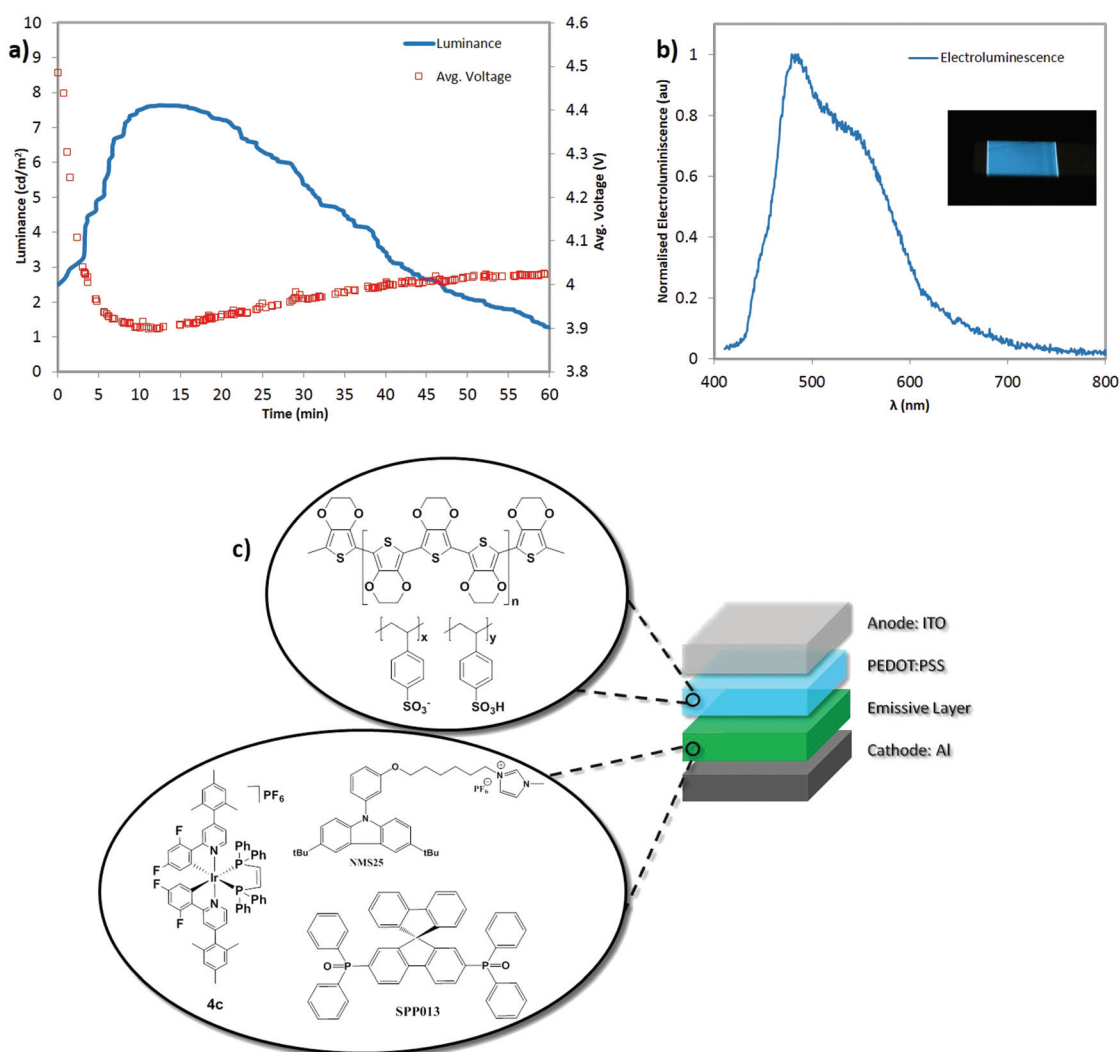 a)
Luminance
Avg. Voltage
Luminance (cd/m²)
10
9
8
7
6
5
4
3
2
1
0
4.6
4.5
4.4
4.3
4.2
4.1
4
3.9
3.8
Avg. Voltage (V)
0 5 10 15 20 25 30 35 40 45 50 55 60
Time (min)
b)
Electroluminescence
Normalised Electroluminiscence (au)
1
0.8
0.6
0.4
0.2
0
400 500 600 700 800
λ (nm)
c)
O O O O O O
S S S S S
O O O O
n
x y
SO₃⁻ SO₃H
Anode: ITO
PEDOT:PSS
Emissive Layer
Cathode: Al
PF₆
F
F
F
F
N
N
Ir
P
P
Ph Ph
Ph
Ph
4c
O
N
+
N
PF₆
⊖
N
tBu tBu
NMS25
O=P
P=O
SPP013